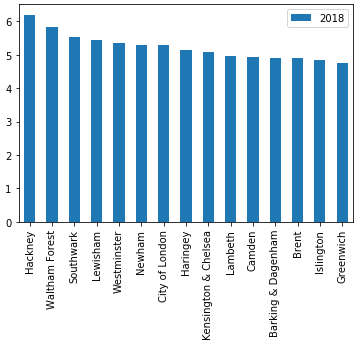 2018
6
5
4
3
2
1
0
Hackney
Waltham Forest
Southwark
Lewisham
Westminster
Newham
City of London
Haringey
Kensington & Chelsea
Lambeth
Camden
Barking & Dagenham
Brent
Islington
Greenwich